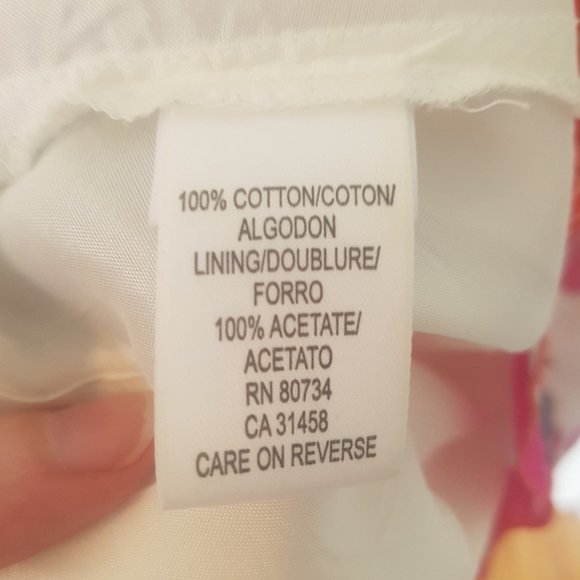 100% COTTON/COTON/
ALGODON
LINING/DOUBLURE/
FORRO
100% ACETATE/
ACETATO
RN 80734
CA 31458
CARE ON REVERSE